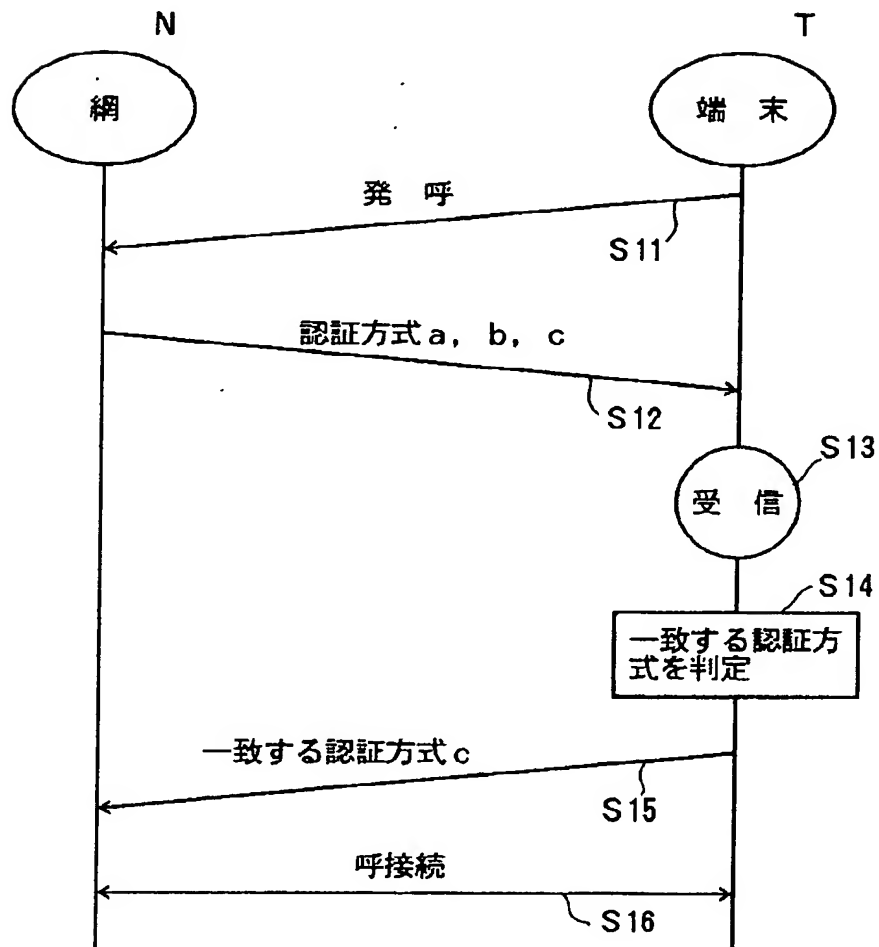 N
T
網
端 末
発 呼
S11
認証方式a, b, c
S12
S13
受 信
S14
一致する認証方
式を判定
一致する認証方式c
S15
呼接続
S16